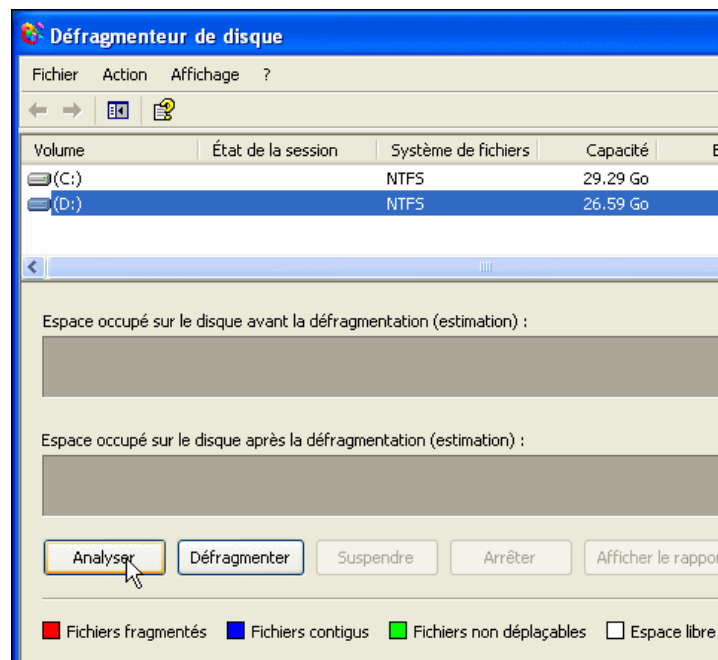 Défragmenteur de disque
Fichier Action Affichage ?
Volume État de la session Système de fichiers Capacité
(C:) NTFS 29.29 Go
(D:) NTFS 26.59 Go
Espace occupé sur le disque avant la défragmentation (estimation) :
Espace occupé sur le disque après la défragmentation (estimation) :
Analyser Défragmenter Suspendre Arrêter Afficher le
Fichiers fragmentés Fichiers contigus Fichiers non déplaçables Espace libre